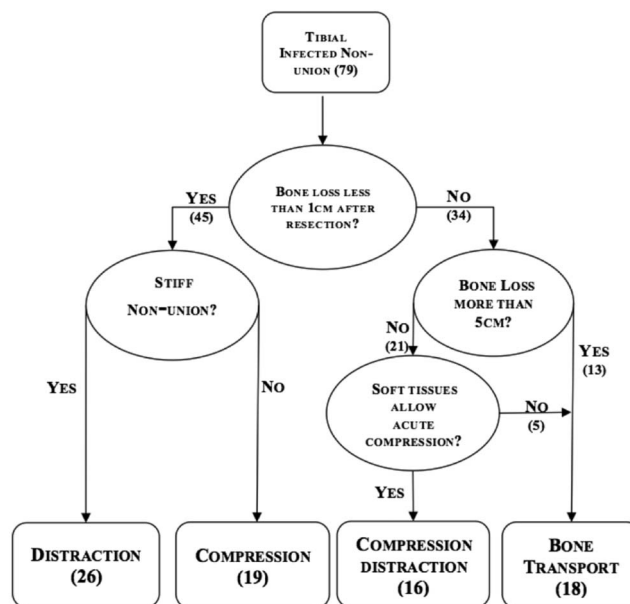 Tibial
Infected Non-
union (79)
Bone loss less
than 1cm after
resection?
Yes
(45)
No
(34)
Stiff
Non-union?
Bone Loss
more than
5cm?
No
(21)
Yes
(13)
Yes
No
Soft tissues
allow
acute
compression?
No
(5)
Yes
Distraction
(26)
Compression
(19)
Compression
distraction
(16)
Bone
Transport
(18)